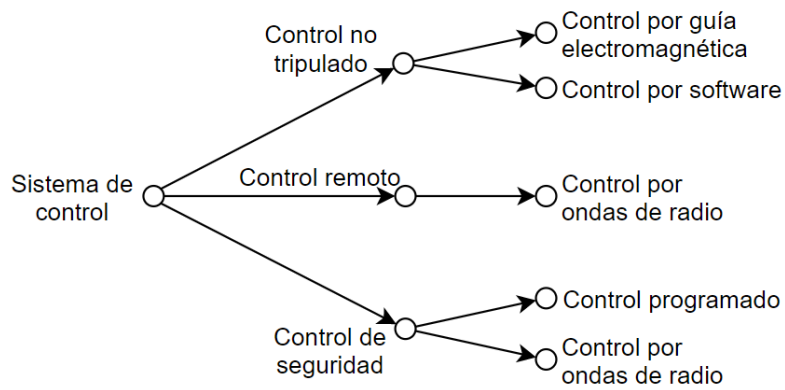 Control no
tripulado
Control por guía
electromagnética
Control por software
Sistema de
control
Control remoto
Control por
ondas de radio
Control de
seguridad
Control programado
Control por
ondas de radio